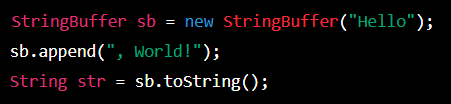 StringBuffer sb = new StringBuffer("Hello");
sb.append(", World!");
String str = sb.toString();